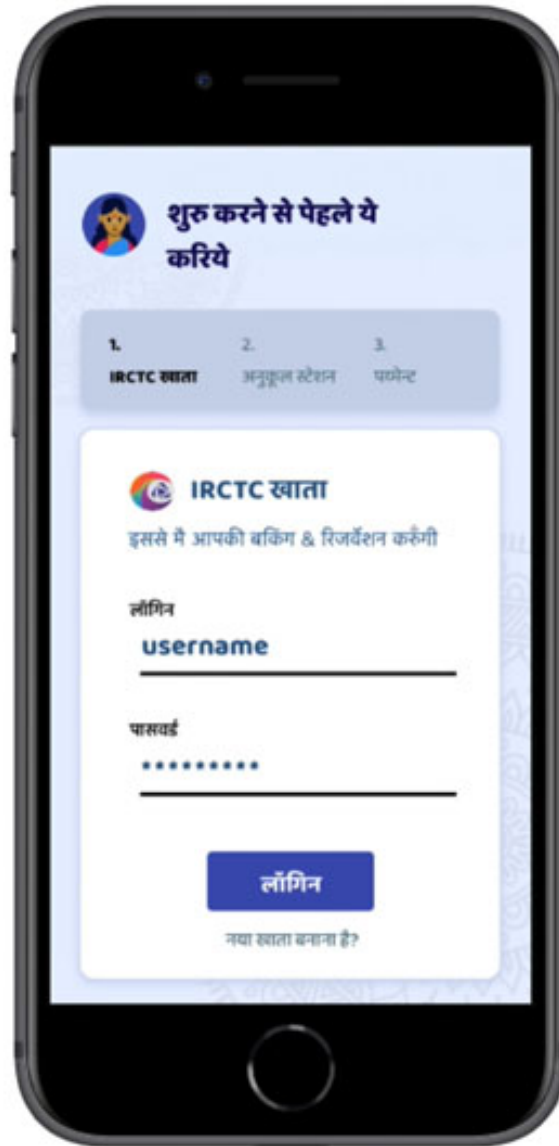 शुरु करने से पेहले ये
करिये
1.
IRCTC खाता
2.
अनुकूल स्टेशन
3.
पय्मेन्ट
IRCTC खाता
इससे मै आपकी बकिंग & रिजर्वेशन करुँगी
लॉगिन
username
पासवर्ड
*********
लॉगिन
नया खाता बनाना है?